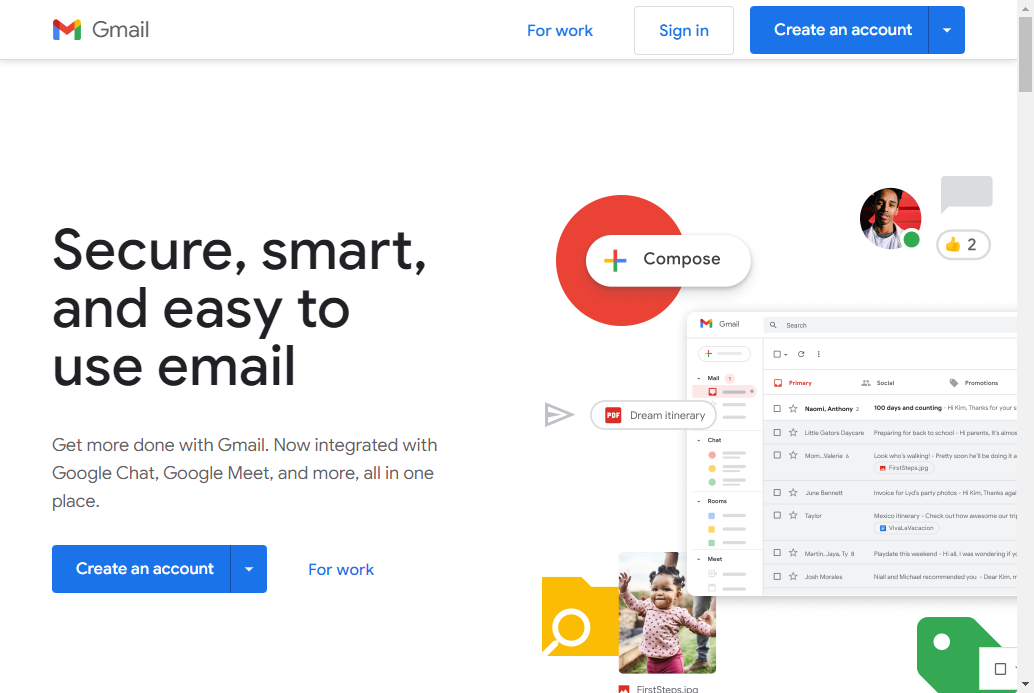 Gmail
For work
Sign in
Create an account
Secure, smart,
and easy to
use email
Get more done with Gmail. Now integrated with
Google Chat, Google Meet, and more, all in one
place.
Create an account
For work
2
Compose
Gmail
Search
Mail 1
Primary
Social
Promotions
Naomi, Anthony 2
100 days and counting - Hi Kim, Thanks for your
PDF Dream itinerary
Little Gators Daycare
Preparing for back to school - Hi parents, It's almos
Chat
Mom...Valerie 6
Look who's walking! - Pretty soon he'll be doing it
FirstSteps.jpg
June Bennett
Invoice for Lyd's party photos - Hi Kim, Thanks agai
Rooms
Taylor
Mexico itinerary - Check out how awesome our trip
VivaLaVacacion
Martin, Jaya, Ty 8
Playdate this weekend - Hi all, I was wondering if
Meet
Josh Morales
Niall and Michael recommended you - Dear Kim,
FirstSteps.jpg